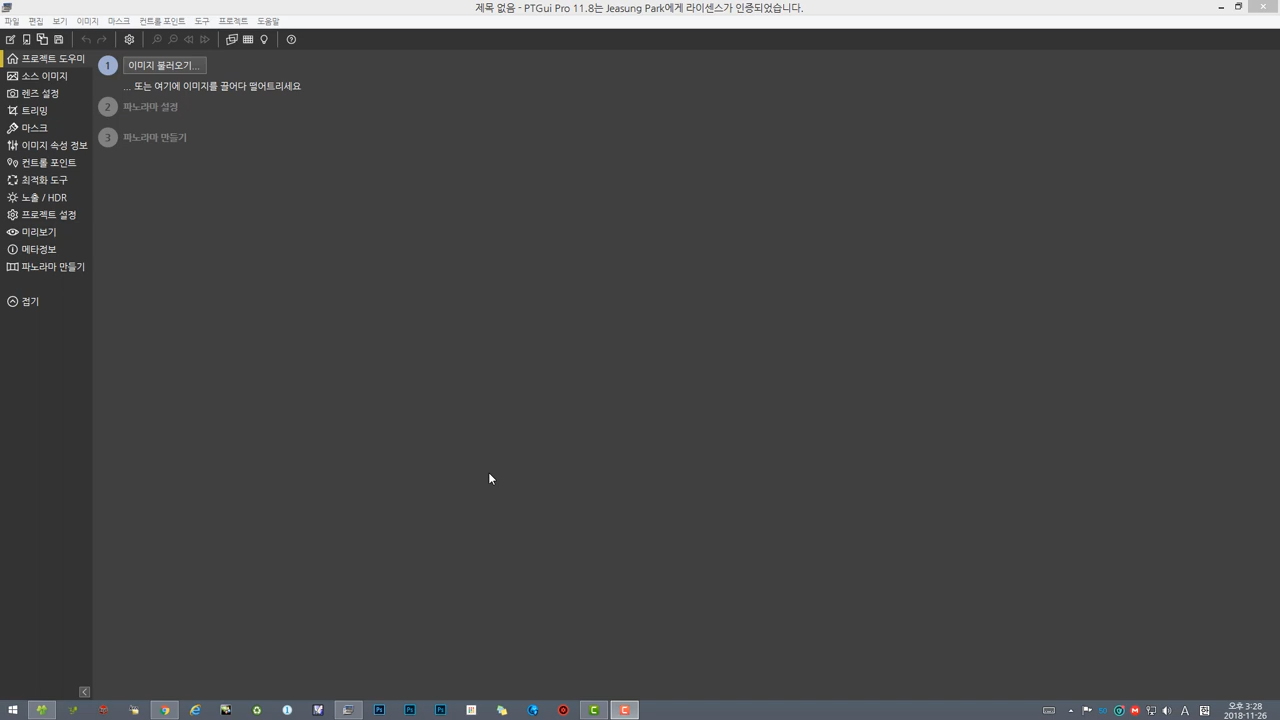 제목 없음 - PTGui Pro 11.8는 Jeasung Park에게 라이센스가 인증되었습니다.
파일 편집 보기 이미지 마스크 컨트롤 포인트 도구 프로젝트 도움말
프로젝트 도우미
소스 이미지
렌즈 설정
트리밍
마스크
이미지 속성 정보
컨트롤 포인트
최적화 도구
노출 / HDR
프로젝트 설정
미리보기
메타정보
파노라마 만들기
접기
1 이미지 불러오기...
... 또는 여기에 이미지를 끌어다 떨어트리세요
2 파노라마 설정
3 파노라마 만들기
Ps Ps Ps
A
오후 3:28
2018-11-26